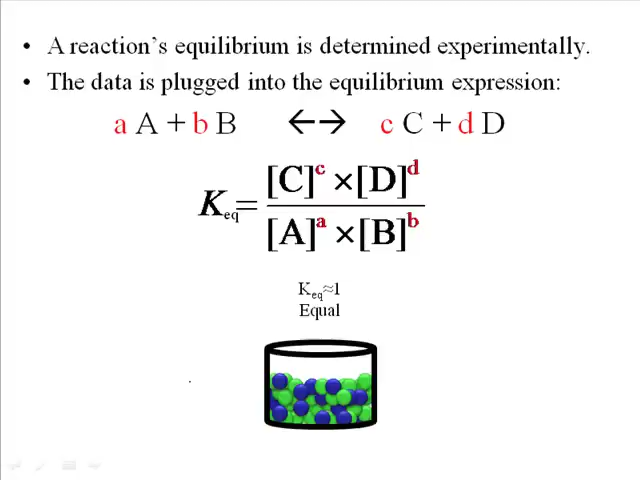 • A reaction's equilibrium is determined experimentally.
• The data is plugged into the equilibrium expression:
a A + b B ←→ c C + d D
[C]^c ×[D]^d
K_eq=
[A]^a ×[B]^b
K_eq≈1
Equal